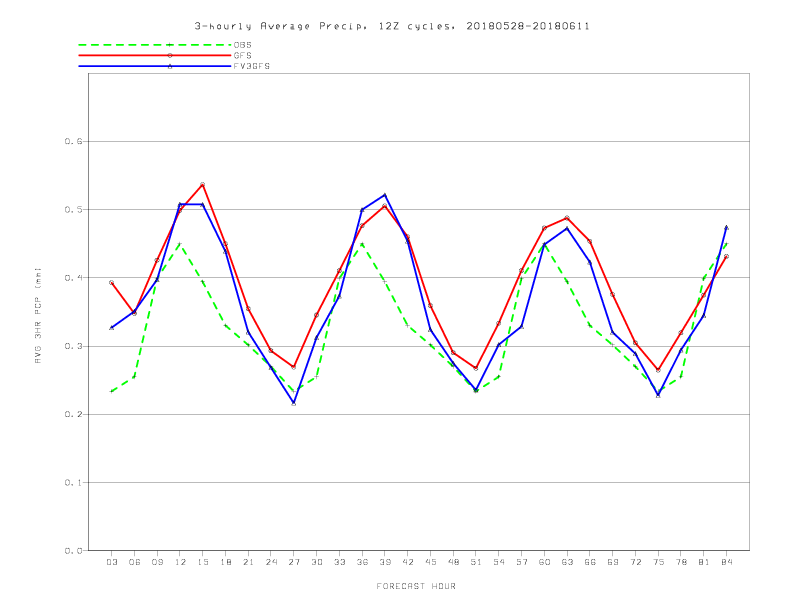 3-hourly Average Precip. 12Z cycles. 20180528-20180611
OBS
GFS
FV3GFS
0.6
0.5
0.4
0.3
0.2
0.1
0.0
AVG 3HR PCP (mm)
03 06 09 12 15 18 21 24 27 30 33 36 39 42 45 48 51 54 57 60 63 66 69 72 75 78 81 84
FORECAST HOUR